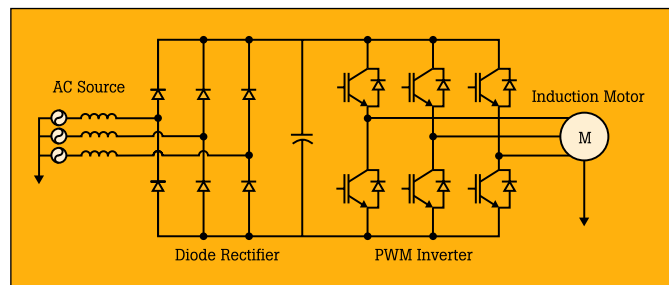 AC Source
Induction Motor
M
Diode Rectifier
PWM Inverter